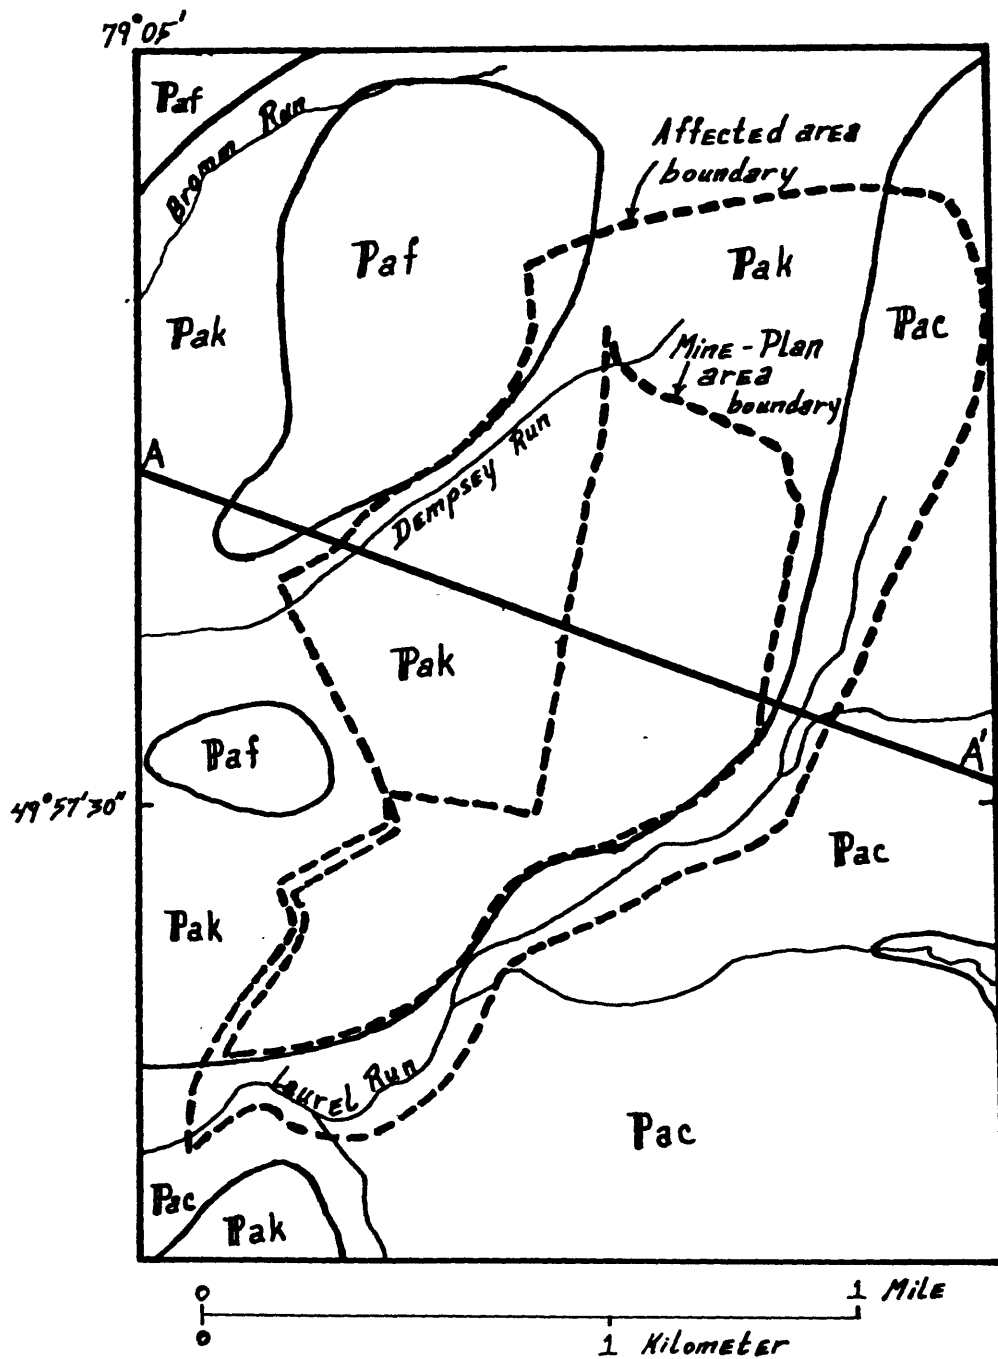 79°05'
Paf
Bramm Run
Affected area
boundary
Paf
Pak
Pak
Pac
Mine-Plan
area
boundary
A
Dempsey Run
Pak
Paf
A'
49°57'30"
Pac
Pak
Laurel Run
Pac
Pac
Pak
0 1 Mile
0 1 Kilometer